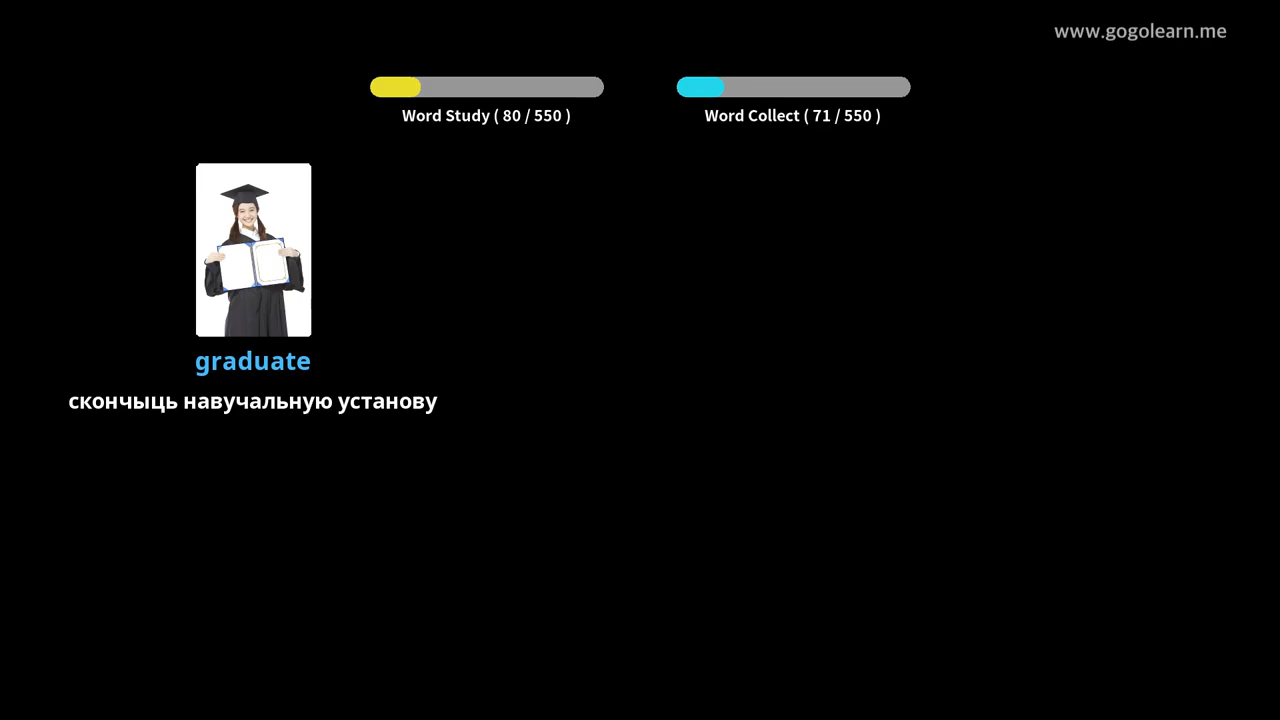 www.gogolearn.me
Word Study ( 80 / 550 )
Word Collect ( 71 / 550 )
graduate
скончыць навучальную установу